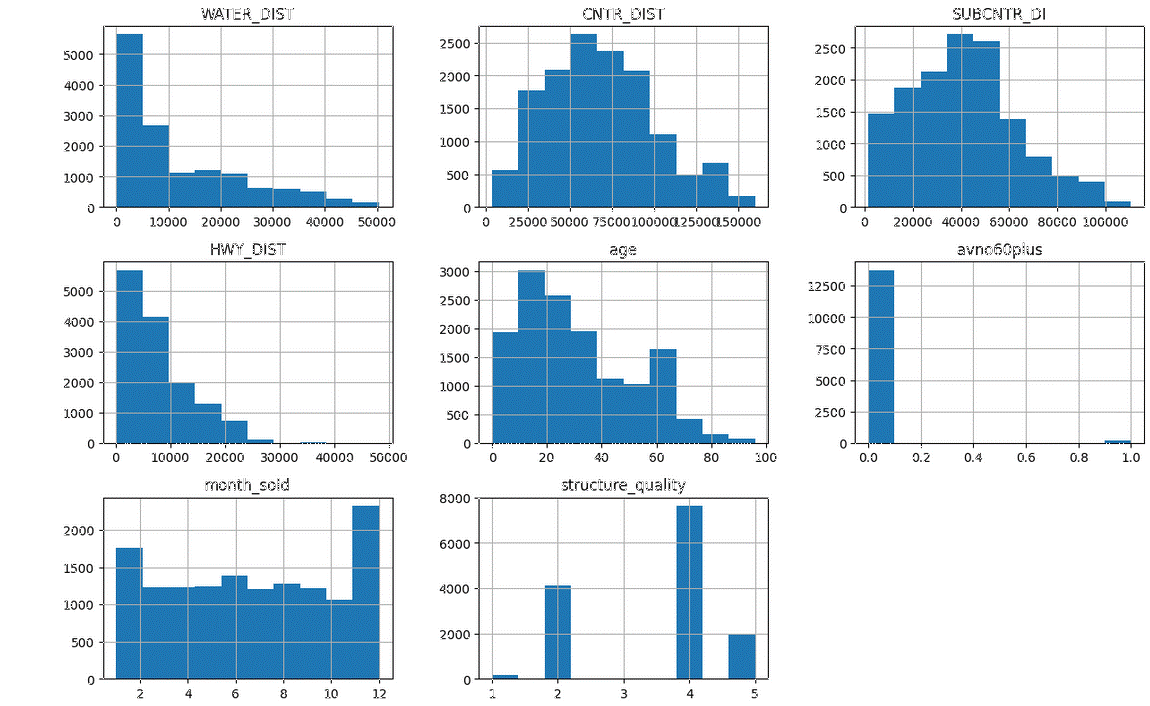 WATER_DIST
CNTR_DIST
SUBCNTR_DI
5000
4000
3000
2000
1000
0
0 10000 20000 30000 40000 50000
2500
2000
1500
1000
500
0
0 25000 50000 75000 100000 125000 150000
2500
2000
1500
1000
500
0
0 20000 40000 60000 80000 100000
HWY_DIST
age
avno60plus
5000
4000
3000
2000
1000
0
0 10000 20000 30000 40000 50000
3000
2500
2000
1500
1000
500
0
0 20 40 60 80 100
12500
10000
7500
5000
2500
0
0.0 0.2 0.4 0.6 0.8 1.0
month_sold
structure_quality
2000
1500
1000
500
0
2 4 6 8 10 12
8000
6000
4000
2000
0
1 2 3 4 5